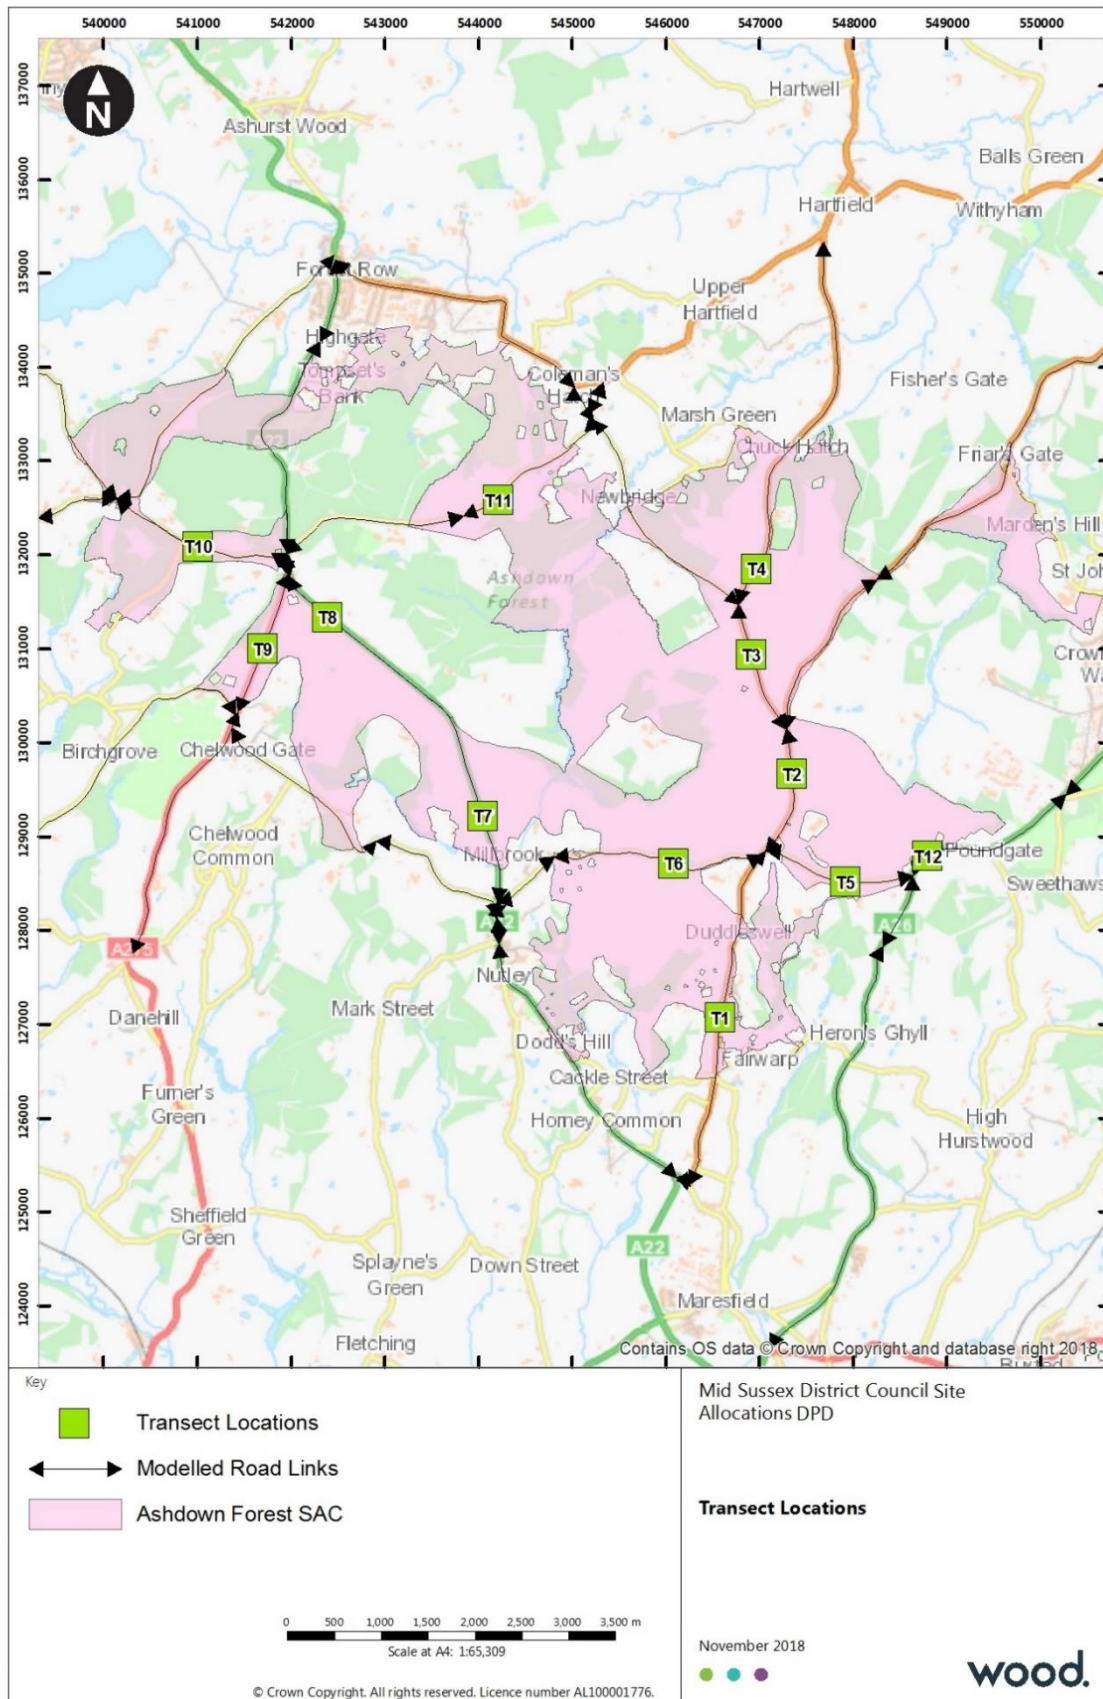 540000 541000 542000 543000 544000 545000 546000 547000 548000 549000 550000
137000
136000
135000
134000
133000
132000
131000
130000
129000
128000
127000
126000
125000
124000
N
Hartwell
Ashurst Wood
Balls Green
Hartfield
Withyham
Forest Row
Upper
Hartfield
Highgate
Tompset's
Bank
Coleman's
Hatch
Fisher's Gate
Marsh Green
A22
Chuck Hatch
Friar's Gate
Newbridge
T11
Marden's Hill
T10
T4
St Joh
Ashdown
Forest
T8
T9
T3
Crow
Wa
Birchgrove
Chelwood Gate
T2
T7
Chelwood
Common
Millbrook
T6
T12
Poundgate
T5
Sweethaws
A22
A26
Duddleswell
A275
Nutley
Danehill
Mark Street
T1
Heron's Ghyll
Dodd's Hill
Fairwarp
Cackle Street
Furner's
Green
Horney Common
High
Hurstwood
Sheffield
Green
A22
Splayne's
Green
Down Street
Maresfield
Fletching
Contains OS data © Crown Copyright and database right 2018
Buxted
Key
Transect Locations
Modelled Road Links
Ashdown Forest SAC
0 500 1,000 1,500 2,000 2,500 3,000 3,500 m
Scale at A4: 1:65,309
© Crown Copyright. All rights reserved. Licence number AL100001776.
Mid Sussex District Council Site
Allocations DPD
Transect Locations
November 2018
wood.